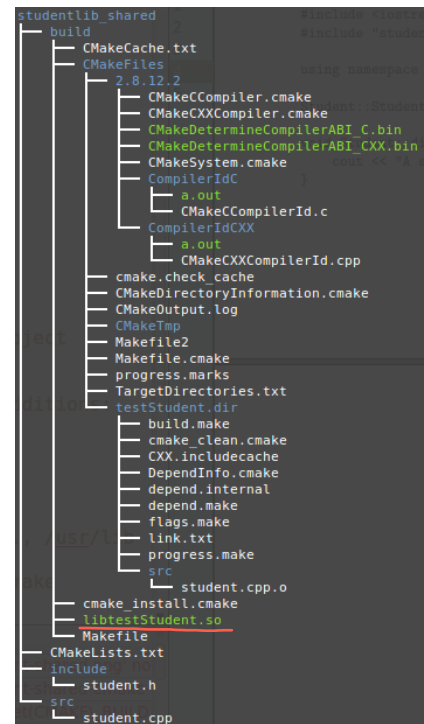 studentlib_shared
build
CMakeCache.txt
CMakeFiles
2.8.12.2
CMakeCCompiler.cmake
CMakeCXXCompiler.cmake
CMakeDetermineCompilerABI_C.bin
CMakeDetermineCompilerABI_CXX.bin
CMakeSystem.cmake
CompilerIdC
a.out
CMakeCCompilerId.c
CompilerIdCXX
a.out
CMakeCXXCompilerId.cpp
cmake.check_cache
CMakeDirectoryInformation.cmake
CMakeOutput.log
CMakeTmp
Makefile2
Makefile.cmake
progress.marks
TargetDirectories.txt
testStudent.dir
build.make
cmake_clean.cmake
CXX.includecache
DependInfo.cmake
depend.internal
depend.make
flags.make
link.txt
progress.make
src
student.cpp.o
cmake_install.cmake
libtestStudent.so
Makefile
CMakeLists.txt
include
student.h
src
student.cpp